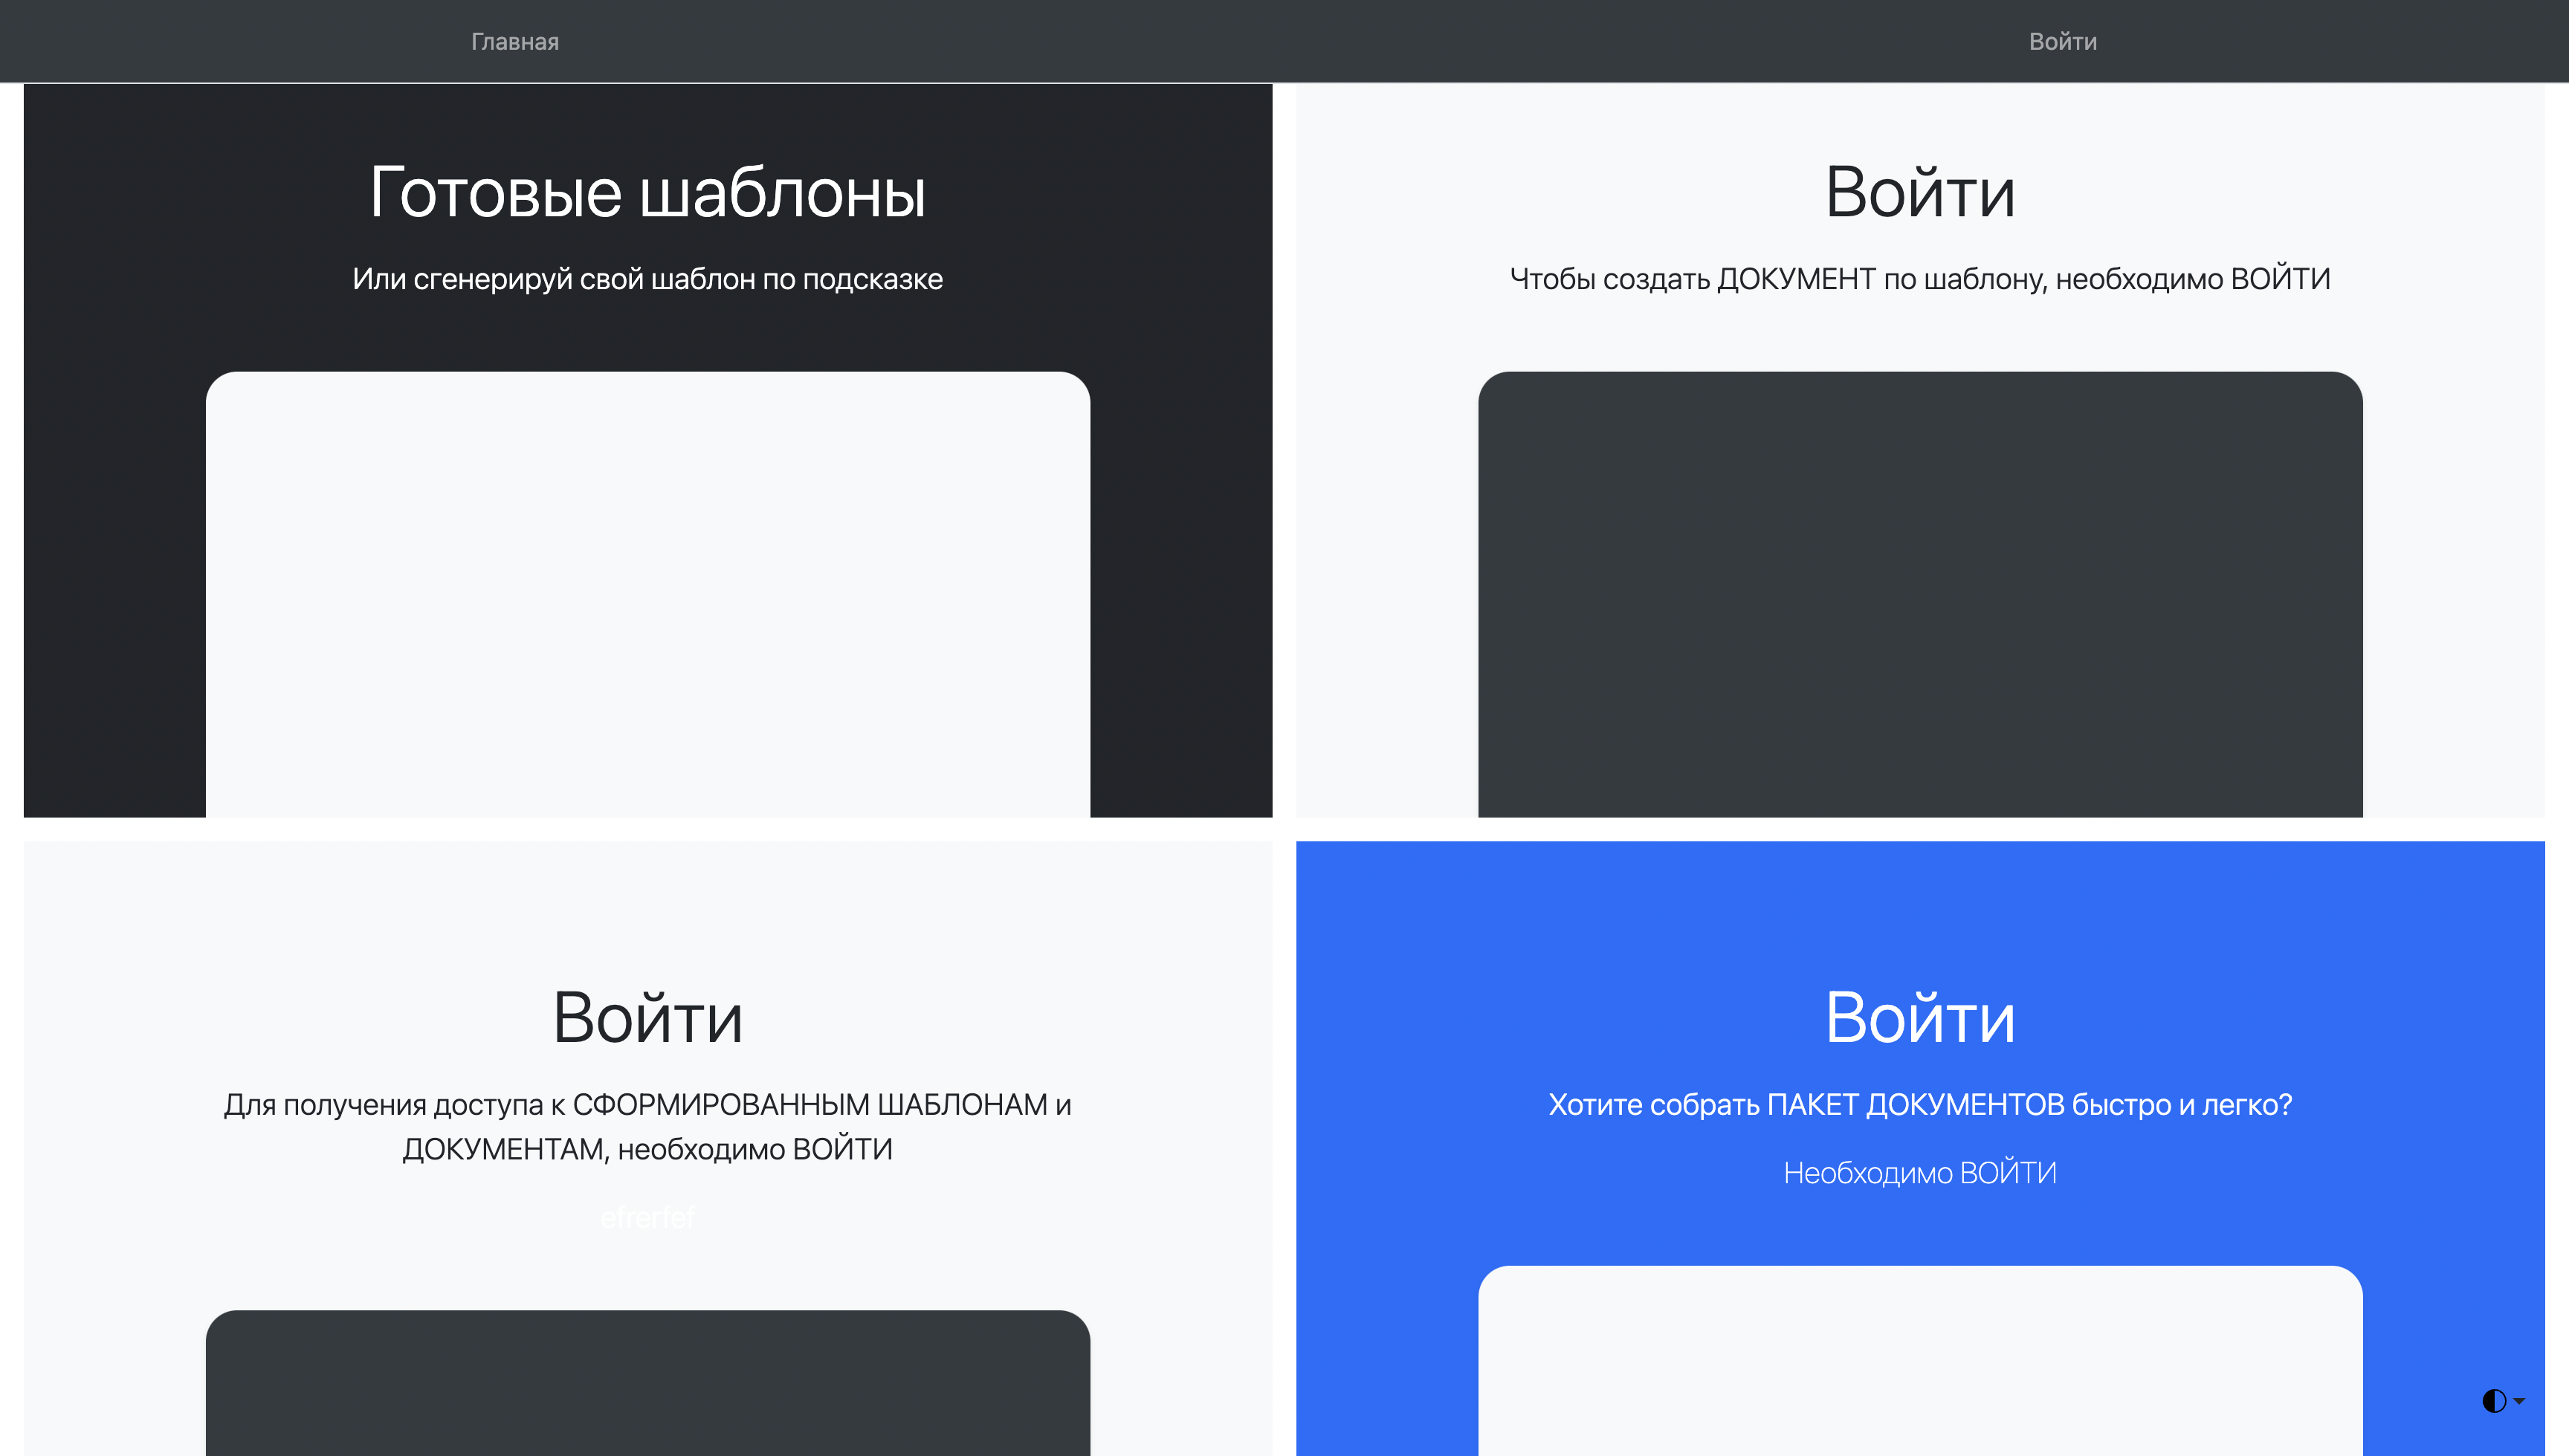 Главная
Войти
Готовые шаблоны
Или сгенерируй свой шаблон по подсказке
Войти
Чтобы создать ДОКУМЕНТ по шаблону, необходимо ВОЙТИ
Войти
Для получения доступа к СФОРМИРОВАННЫМ ШАБЛОНАМ и
ДОКУМЕНТАМ, необходимо ВОЙТИ
efrerfef
Войти
Хотите собрать ПАКЕТ ДОКУМЕНТОВ быстро и легко?
Необходимо ВОЙТИ